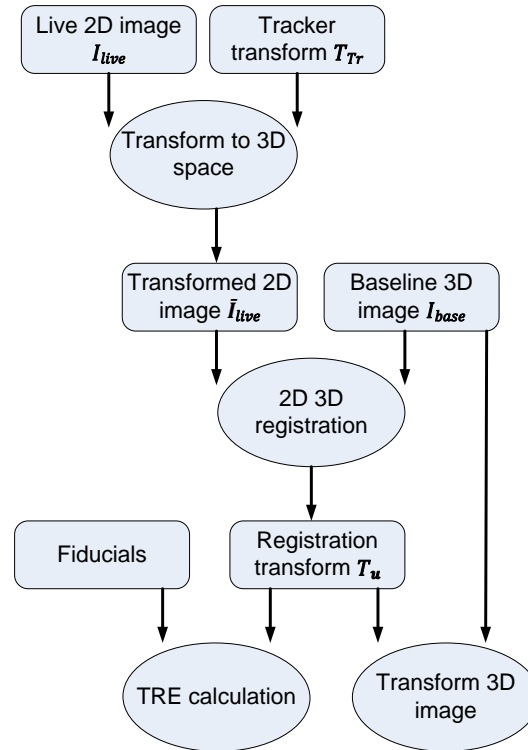 Live 2D image
I_live
Tracker
transform T_Tr
Transform to 3D
space
Transformed 2D
image Ī_live
Baseline 3D
image I_base
2D 3D
registration
Fiducials
Registration
transform T_u
TRE calculation
Transform 3D
image